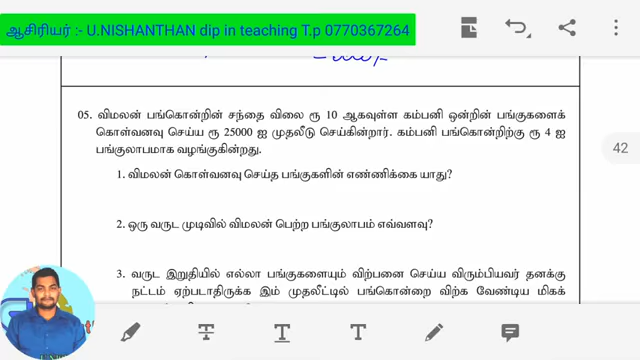 ஆசிரியர் :- U.NISHANTHAN dip in teaching T.p 0770367264
05. விமலன் பங்கொன்றின் சந்தை விலை ரூ 10 ஆகவுள்ள கம்பனி ஒன்றின் பங்குகளைக்
கொள்வனவு செய்ய ரூ 25000 ஐ முதலீடு செய்கின்றார். கம்பனி பங்கொன்றிற்கு ரூ 4 ஐ
பங்குலாபமாக வழங்குகின்றது.
42
1. விமலன் கொள்வனவு செய்த பங்குகளின் எண்ணிக்கை யாது?
2. ஒரு வருட முடிவில் விமலன் பெற்ற பங்குலாபம் எவ்வளவு?
3. வருட இறுதியில் எல்லா பங்குகளையும் விற்பனை செய்ய விரும்பியவர் தனக்கு
நட்டம் ஏற்படாதிருக்க இம் முதலீட்டில் பங்கொன்றை விற்க வேண்டிய மிகக்